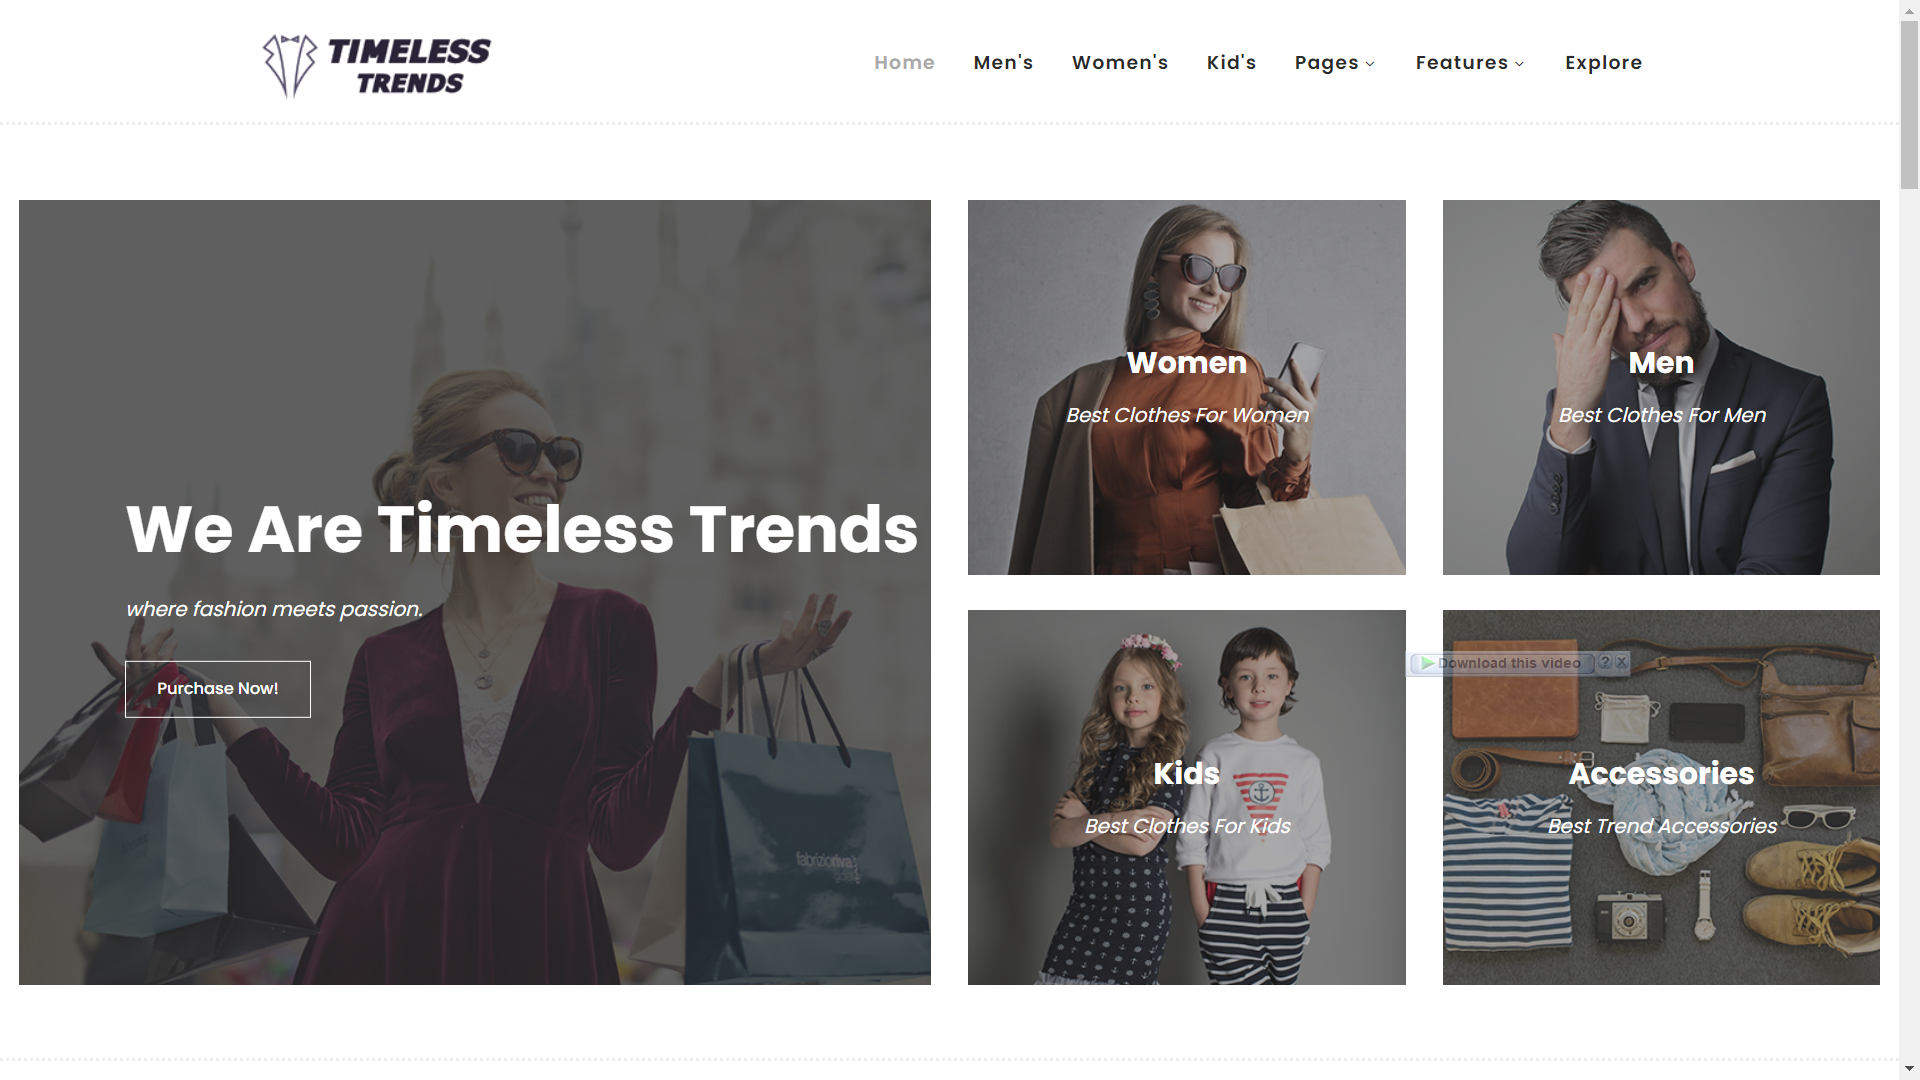 TIMELESS
TRENDS
Home
Men's
Women's
Kid's
Pages
Features
Explore
We Are Timeless Trends
where fashion meets passion.
Purchase Now!
fabrizioriva
Women
Best Clothes For Women
Men
Best Clothes For Men
Kids
Best Clothes For Kids
Download this video ? X
Accessories
Best Trend Accessories